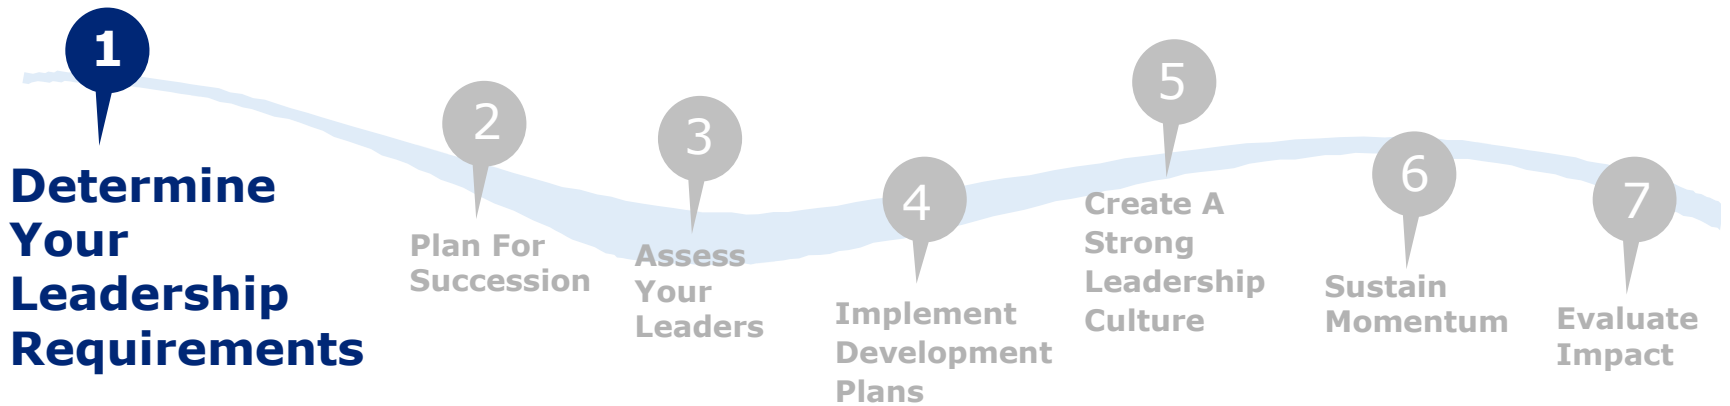 1
Determine
Your
Leadership
Requirements
2
Plan For
Succession
3
Assess
Your
Leaders
4
Implement
Development
Plans
5
Create A
Strong
Leadership
Culture
6
Sustain
Momentum
7
Evaluate
Impact